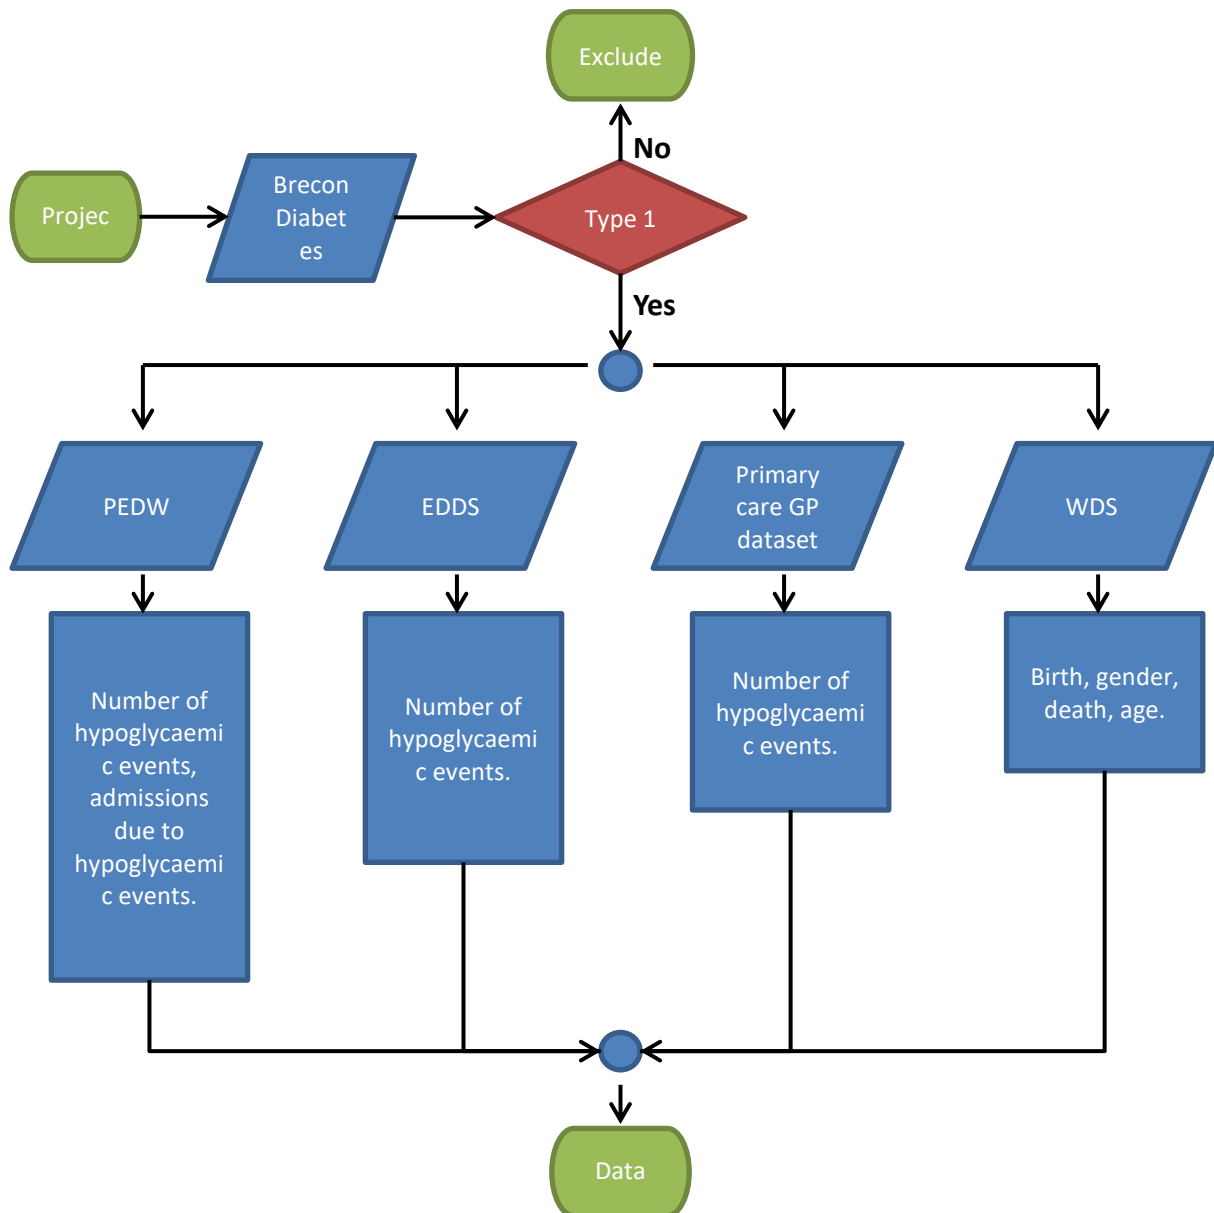 Exclude
No
Projec
Brecon
Diabet
es
Type 1
Yes
PEDW
EDDS
Primary
care GP
dataset
WDS
Number of
hypoglycaemi
c events,
admissions
due to
hypoglycaemi
c events.
Number of
hypoglycaemi
c events.
Number of
hypoglycaemi
c events.
Birth, gender,
death, age.
Data